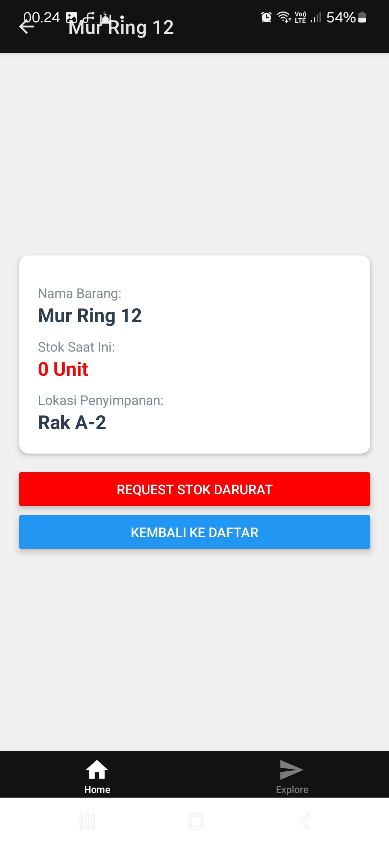 00.24
54%
Mur Ring 12
Nama Barang:
Mur Ring 12
Stok Saat Ini:
0 Unit
Lokasi Penyimpanan:
Rak A-2
REQUEST STOK DARURAT
KEMBALI KE DAFTAR
Home
Explore